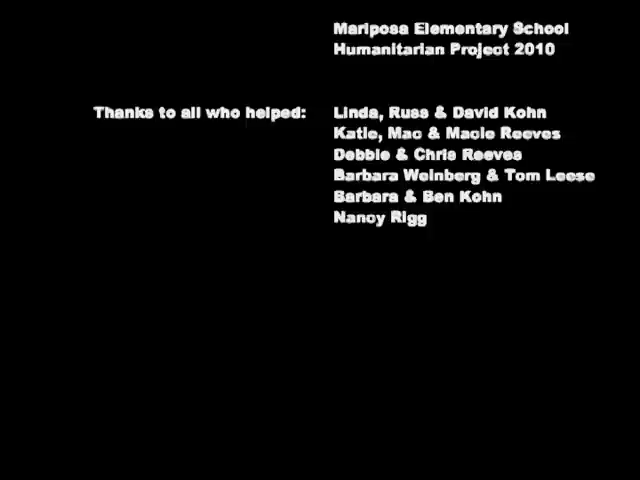 Mariposa Elementary School
Humanitarian Project 2010
Thanks to all who helped:
Linda, Russ & David Kohn
Katie, Mac & Macie Reeves
Debbie & Chris Reeves
Barbara Weinberg & Tom Leese
Barbara & Ben Kohn
Nancy Rigg